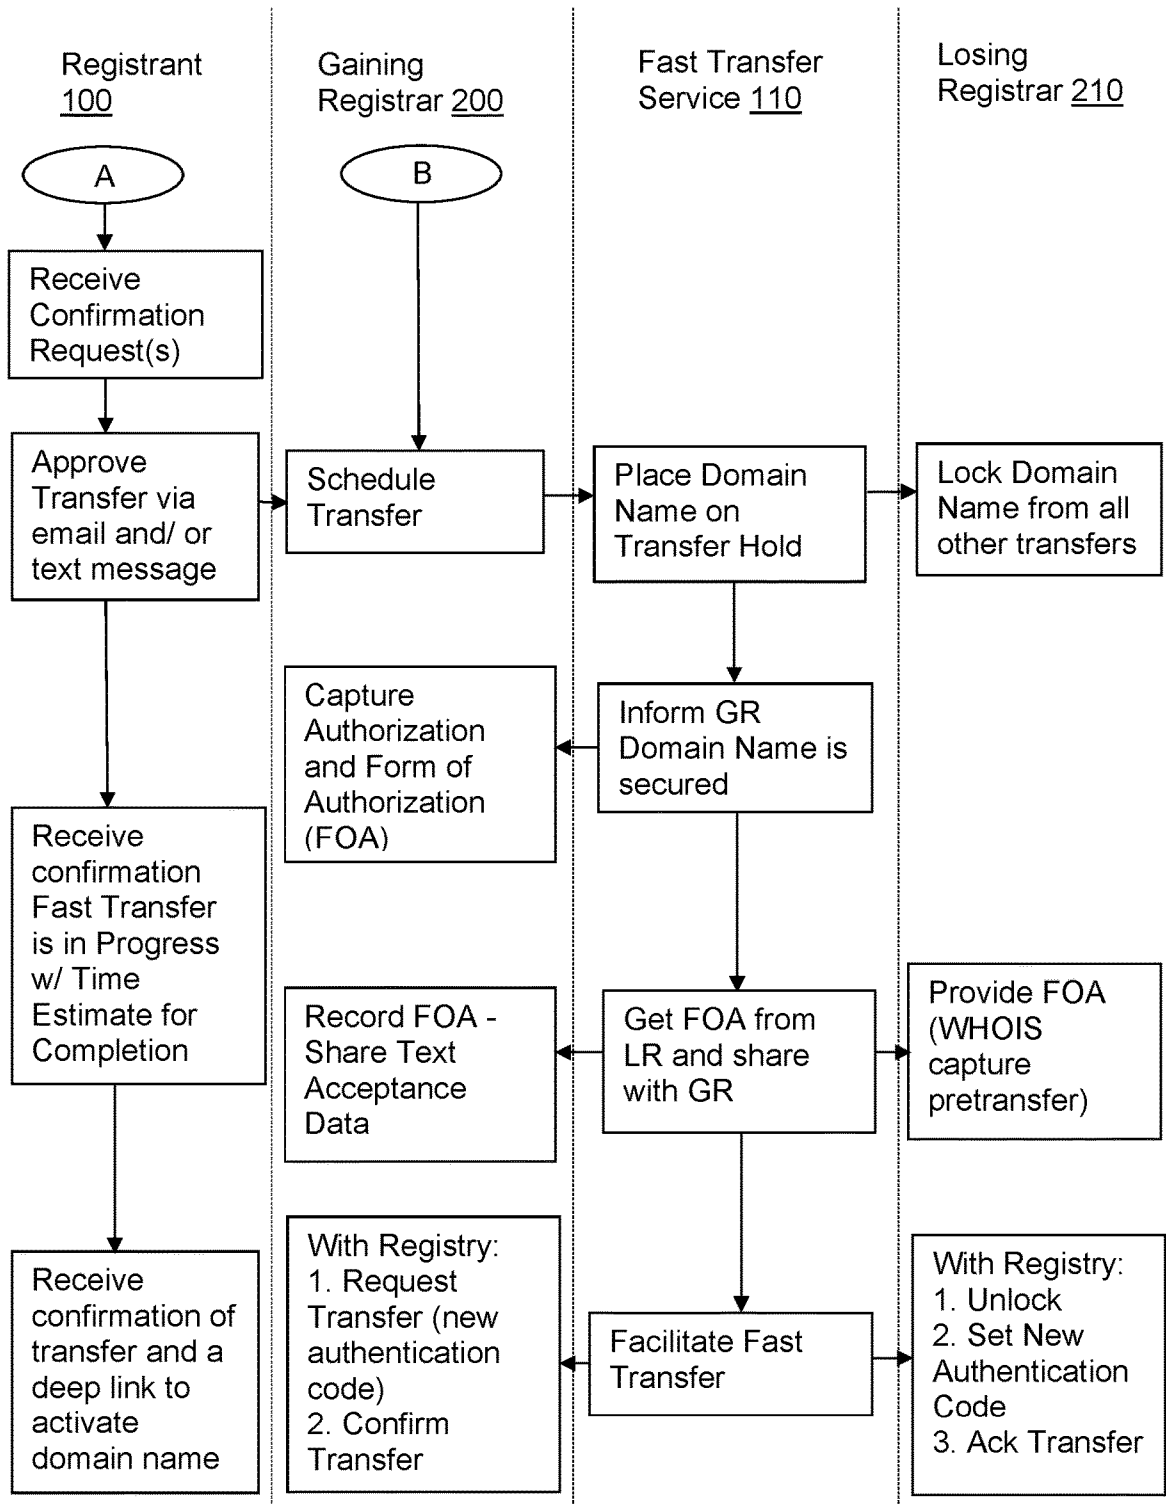 Registrant
100
Gaining
Registrar 200
Fast Transfer
Service 110
Losing
Registrar 210
A
B
Receive
Confirmation
Request(s)
Approve
Transfer via
email and/ or
text message
Schedule
Transfer
Place Domain
Name on
Transfer Hold
Lock Domain
Name from all
other transfers
Capture
Authorization
and Form of
Authorization
(FOA)
Inform GR
Domain Name is
secured
Receive
confirmation
Fast Transfer
is in Progress
w/ Time
Estimate for
Completion
Record FOA -
Share Text
Acceptance
Data
Get FOA from
LR and share
with GR
Provide FOA
(WHOIS
capture
pretransfer)
Receive
confirmation of
transfer and a
deep link to
activate
domain name
With Registry:
1. Request
Transfer (new
authentication
code)
2. Confirm
Transfer
Facilitate Fast
Transfer
With Registry:
1. Unlock
2. Set New
Authentication
Code
3. Ack Transfer